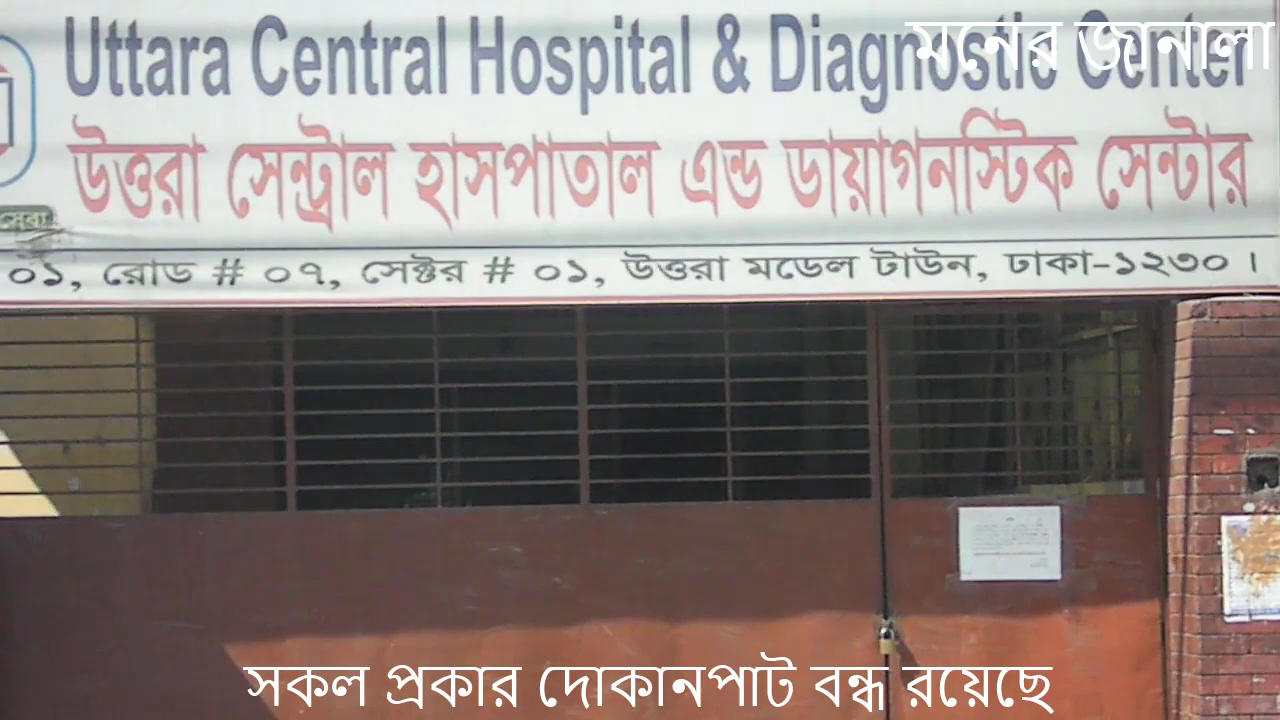 মনের জানালা
Uttara Central Hospital & Diagnostic Center
উত্তরা সেন্ট্রাল হাসপাতাল এন্ড ডায়াগনস্টিক সেন্টার
সেবা
০১, রোড # ০৭, সেক্টর # ০১, উত্তরা মডেল টাউন, ঢাকা-১২৩০ ।
সকল প্রকার দোকানপাট বন্ধ রয়েছে